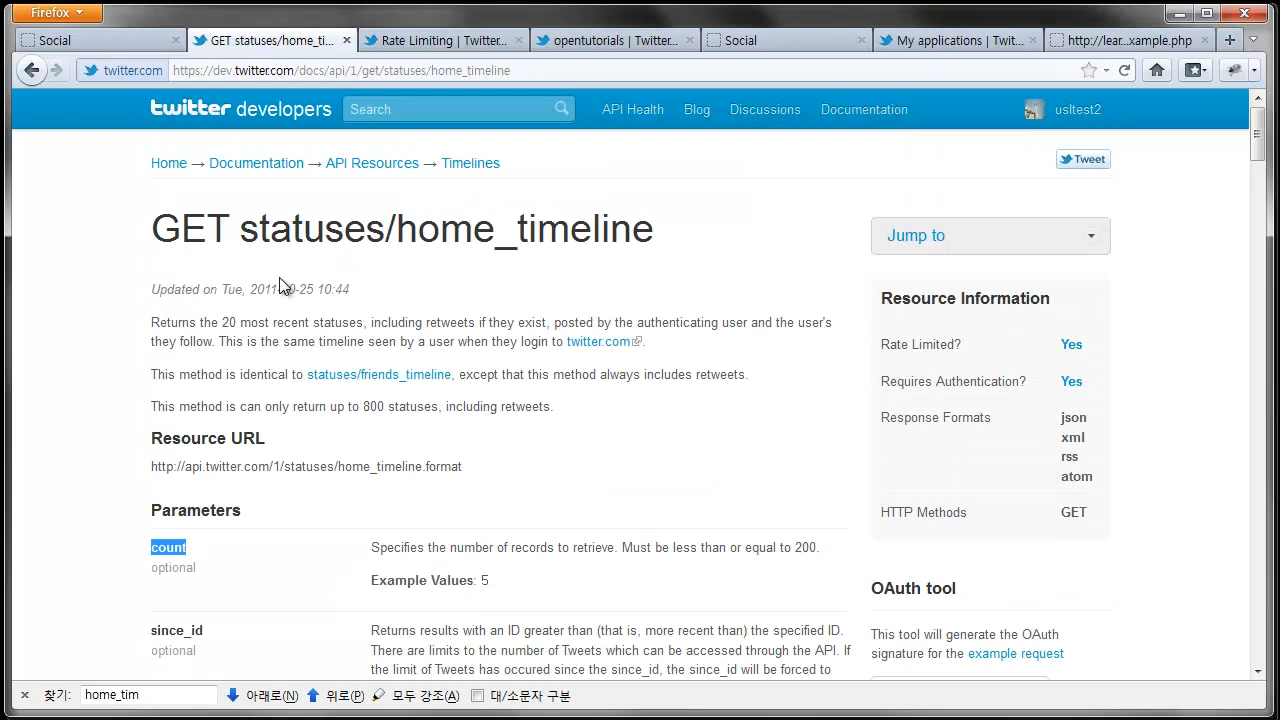 Firefox
Social
GET statuses/home_ti...
Rate Limiting | Twitter...
opentutorials | Twitter...
Social
My applications | Twit...
http://lear...xample.php
twitter.com
https://dev.twitter.com/docs/api/1/get/statuses/home_timeline
twitter developers
Search
API Health
Blog
Discussions
Documentation
usltest2
Home → Documentation → API Resources → Timelines
Tweet
GET statuses/home_timeline
Jump to
Updated on Tue, 2011-10-25 10:44
Returns the 20 most recent statuses, including retweets if they exist, posted by the authenticating user and the user's
they follow. This is the same timeline seen by a user when they login to twitter.com.
This method is identical to statuses/friends_timeline, except that this method always includes retweets.
This method is can only return up to 800 statuses, including retweets.
Resource URL
http://api.twitter.com/1/statuses/home_timeline.format
Parameters
count
optional
Specifies the number of records to retrieve. Must be less than or equal to 200.
Example Values: 5
since_id
optional
Returns results with an ID greater than (that is, more recent than) the specified ID.
There are limits to the number of Tweets which can be accessed through the API. If
the limit of Tweets has occured since the since_id, the since_id will be forced to
Resource Information
Rate Limited?
Yes
Requires Authentication?
Yes
Response Formats
json
xml
rss
atom
HTTP Methods
GET
OAuth tool
This tool will generate the OAuth
signature for the example request
찾기:
home_tim
아래로(N)
위로(P)
모두 강조(A)
대/소문자 구분